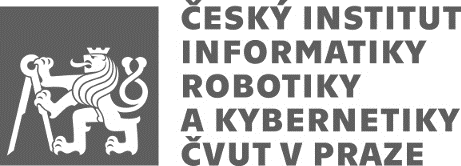 ČESKÝ INSTITUT
INFORMATIKY
ROBOTIKY
A KYBERNETIKY
ČVUT V PRAZE